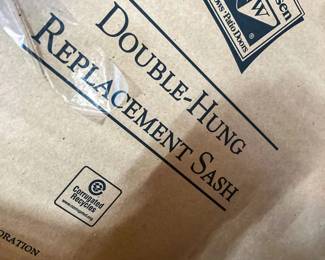 W
®
DOUBLE-HUNG
REPLACEMENT SASH
Corrugated
Recycles